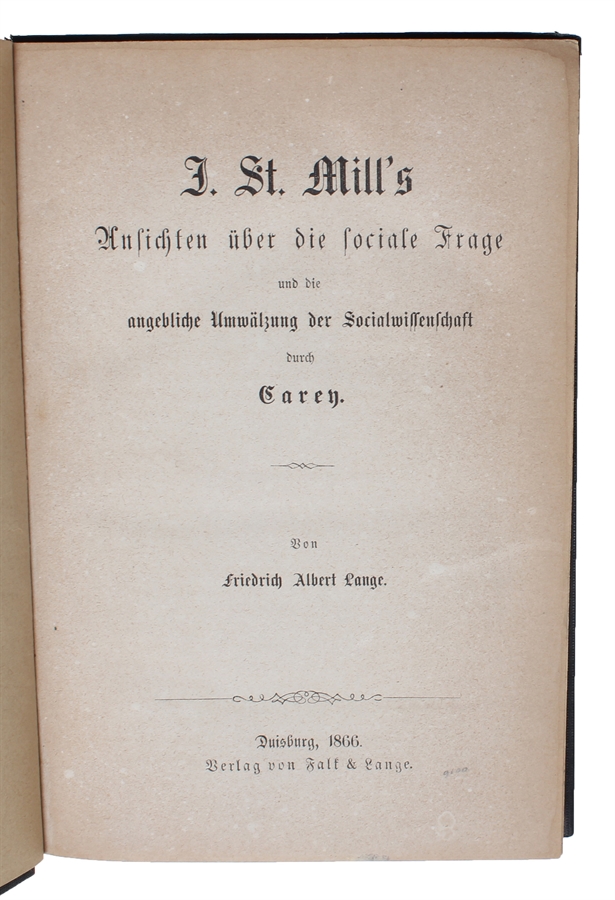 J. St. Mill's
Ansichten über die sociale Frage
und die
angebliche Umwälzung der Socialwissenschaft
durch
Carey.
Von
Friedrich Albert Lange.
Duisburg, 1866.
Verlag von Falk & Lange.